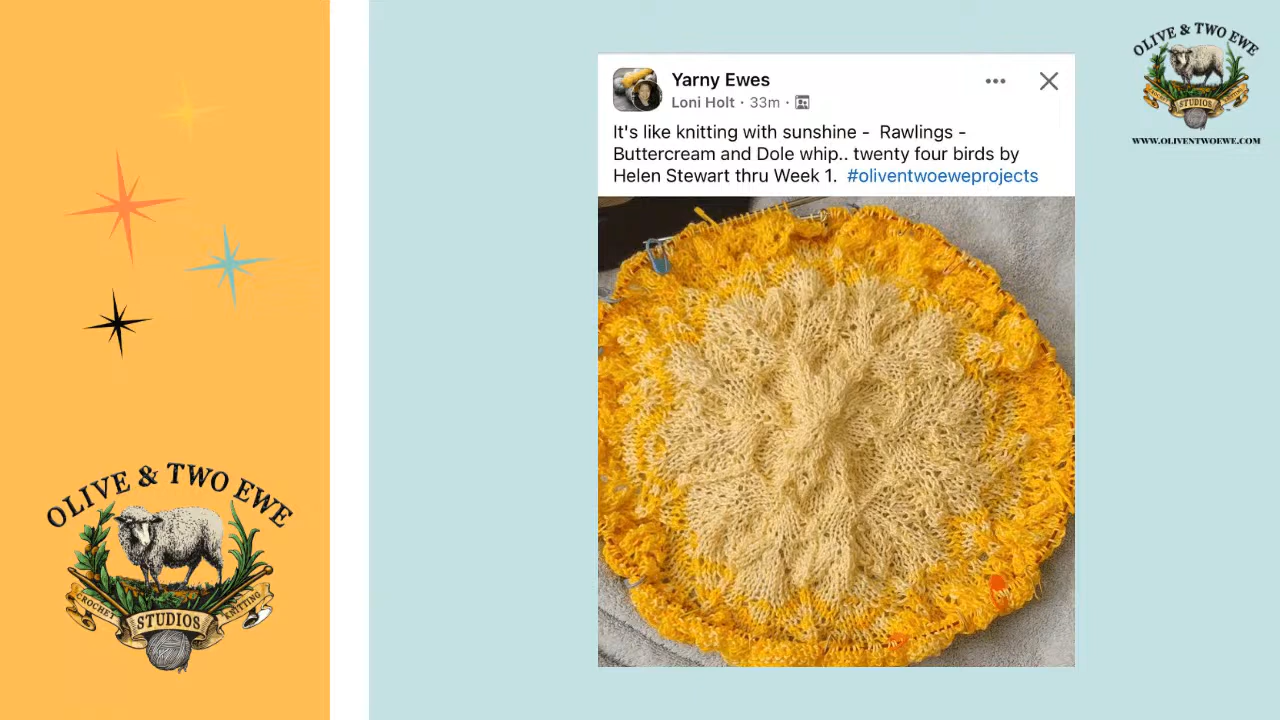 OLIVE & TWO EWE
CROCHET
STUDIOS
KNITTING
Yarny Ewes
Loni Holt · 33m ·
It's like knitting with sunshine - Rawlings -
Buttercream and Dole whip.. twenty four birds by
Helen Stewart thru Week 1. #oliventwoeweprojects
OLIVE & TWO EWE
CROCHET
STUDIOS
WWW.OLIVENTWOEWE.COM